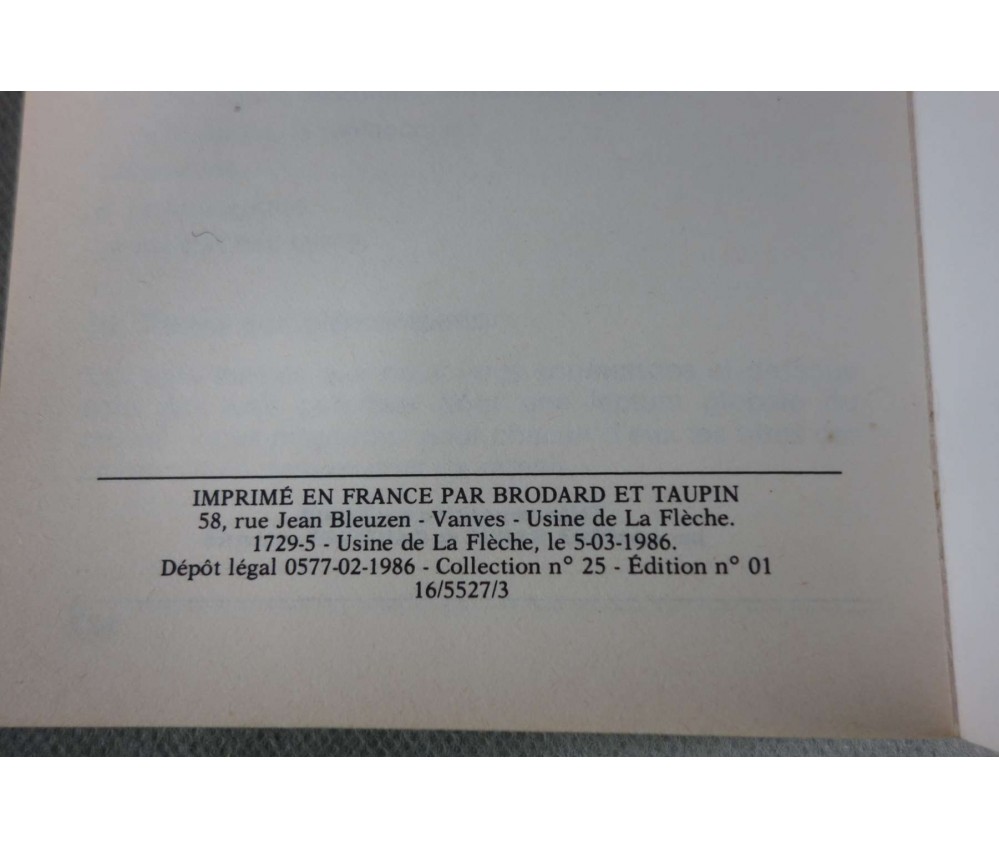 IMPRIMÉ EN FRANCE PAR BRODARD ET TAUPIN
58, rue Jean Bleuzen - Vanves - Usine de La Flèche.
1729-5 - Usine de La Flèche, le 5-03-1986.
Dépôt légal 0577-02-1986 - Collection n° 25 - Édition n° 01
16/5527/3